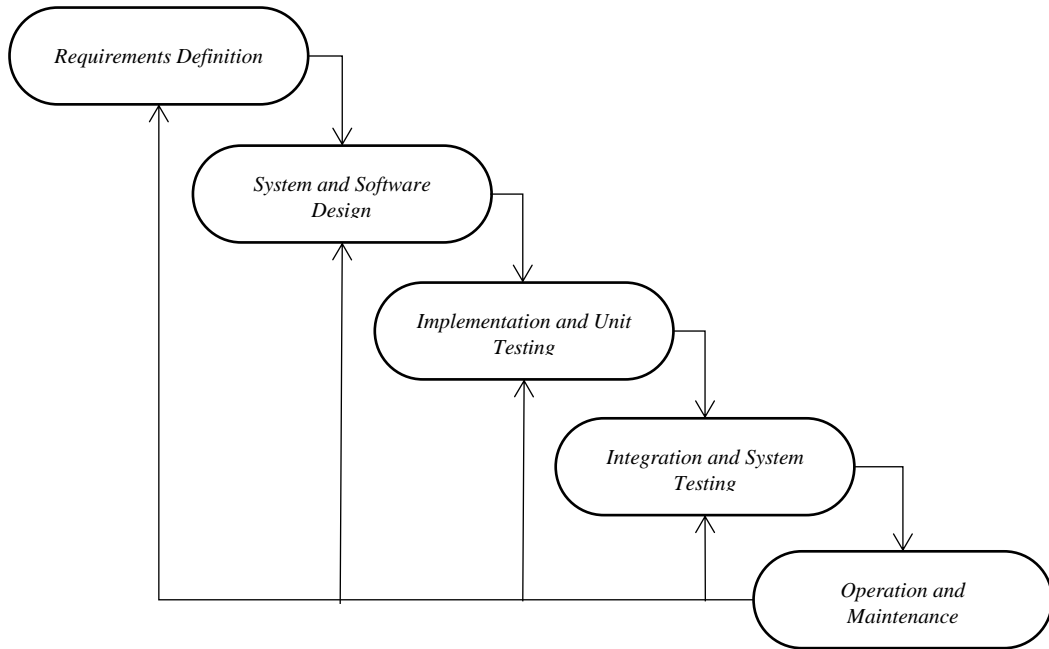 Requirements Definition
System and Software
Design
Implementation and Unit
Testing
Integration and System
Testing
Operation and
Maintenance